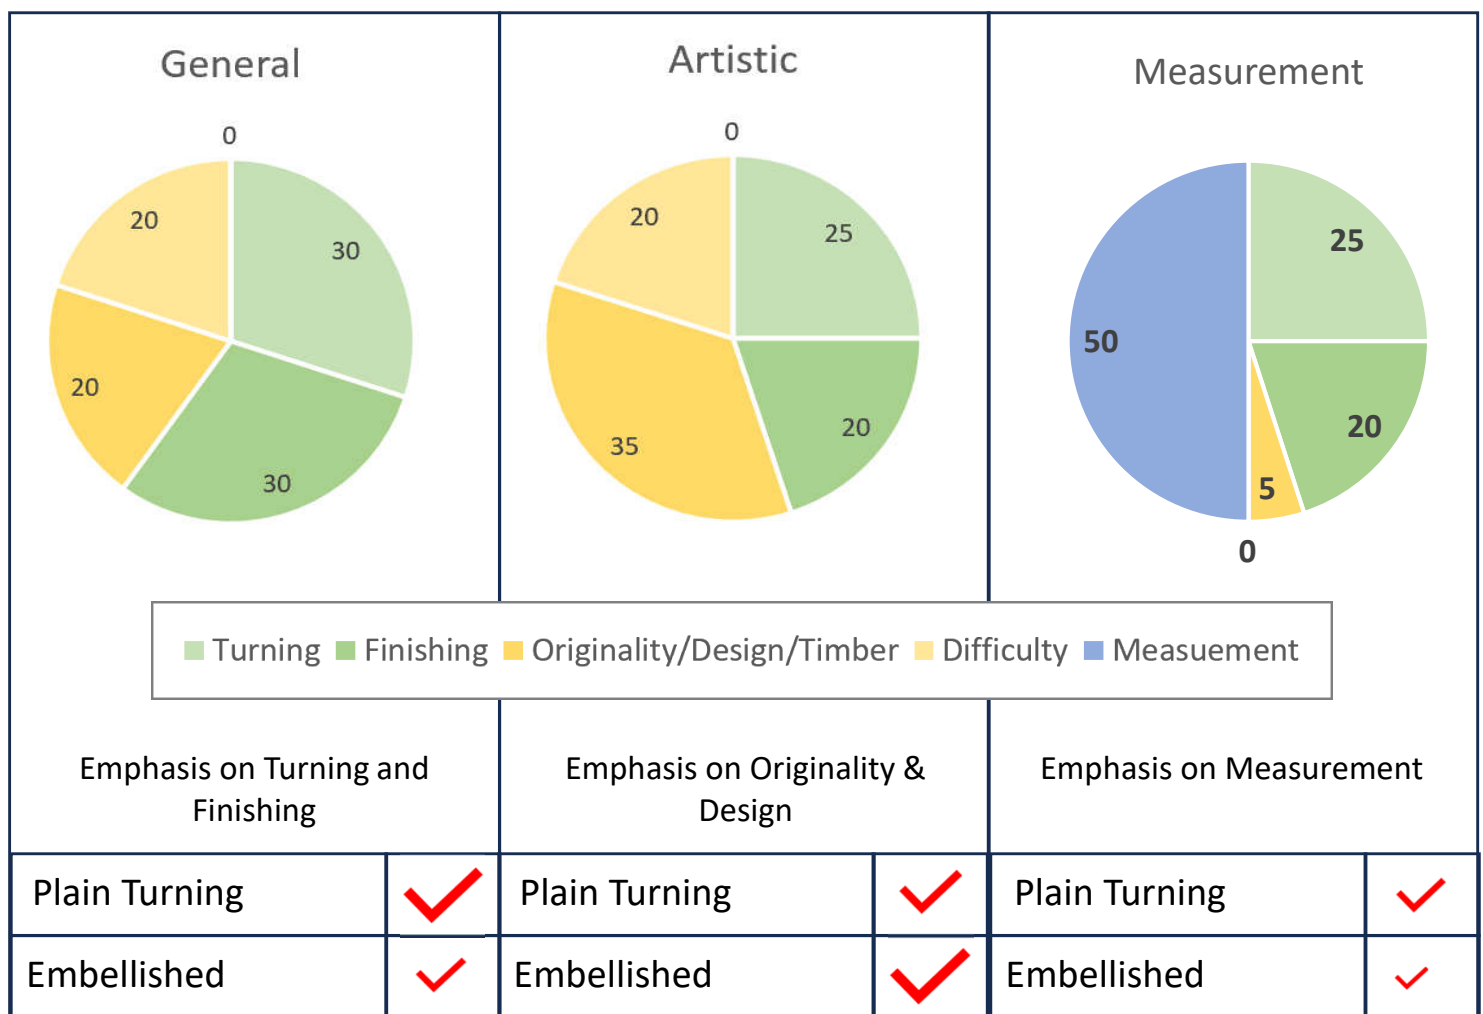 General
0
20
30
20
30
Artistic
0
20
25
35
20
Measurement
25
50
20
5
0
Turning Finishing Originality/Design/Timber Difficulty Measuement
Emphasis on Turning and
Finishing
Emphasis on Originality &
Design
Emphasis on Measurement
Plain Turning
Plain Turning
Plain Turning
Embellished
Embellished
Embellished